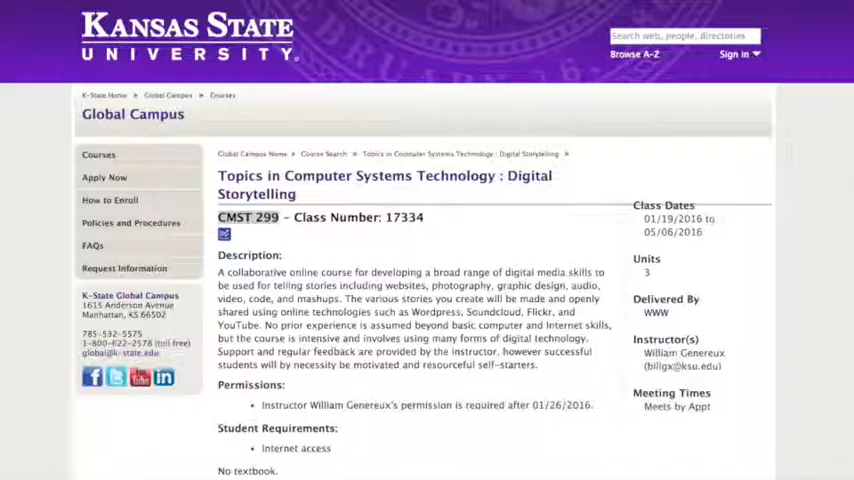 KANSAS STATE
UNIVERSITY
Search web, people, directories
Browse A-Z
Sign in
K-State Home » Global Campus » Courses
Global Campus
Courses
Apply Now
How to Enroll
Policies and Procedures
FAQs
Request Information
K-State Global Campus
1615 Anderson Avenue
Manhattan, KS 66502
785-532-5575
1-800-622-2578 (toll free)
global@k-state.edu
Global Campus Home » Course Search » Topics in Computer Systems Technology : Digital Storytelling »
Topics in Computer Systems Technology : Digital
Storytelling
CMST 299 - Class Number: 17334
Description:
A collaborative online course for developing a broad range of digital media skills to
be used for telling stories including websites, photography, graphic design, audio,
video, code, and mashups. The various stories you create will be made and openly
shared using online technologies such as Wordpress, Soundcloud, Flickr, and
YouTube. No prior experience is assumed beyond basic computer and Internet skills,
but the course is intensive and involves using many forms of digital technology.
Support and regular feedback are provided by the instructor, however successful
students will by necessity be motivated and resourceful self-starters.
Permissions:
• Instructor William Genereux's permission is required after 01/26/2016.
Student Requirements:
• Internet access
No textbook.
Class Dates
01/19/2016 to
05/06/2016
Units
3
Delivered By
WWW
Instructor(s)
William Genereux
(billgx@ksu.edu)
Meeting Times
Meets by Appt